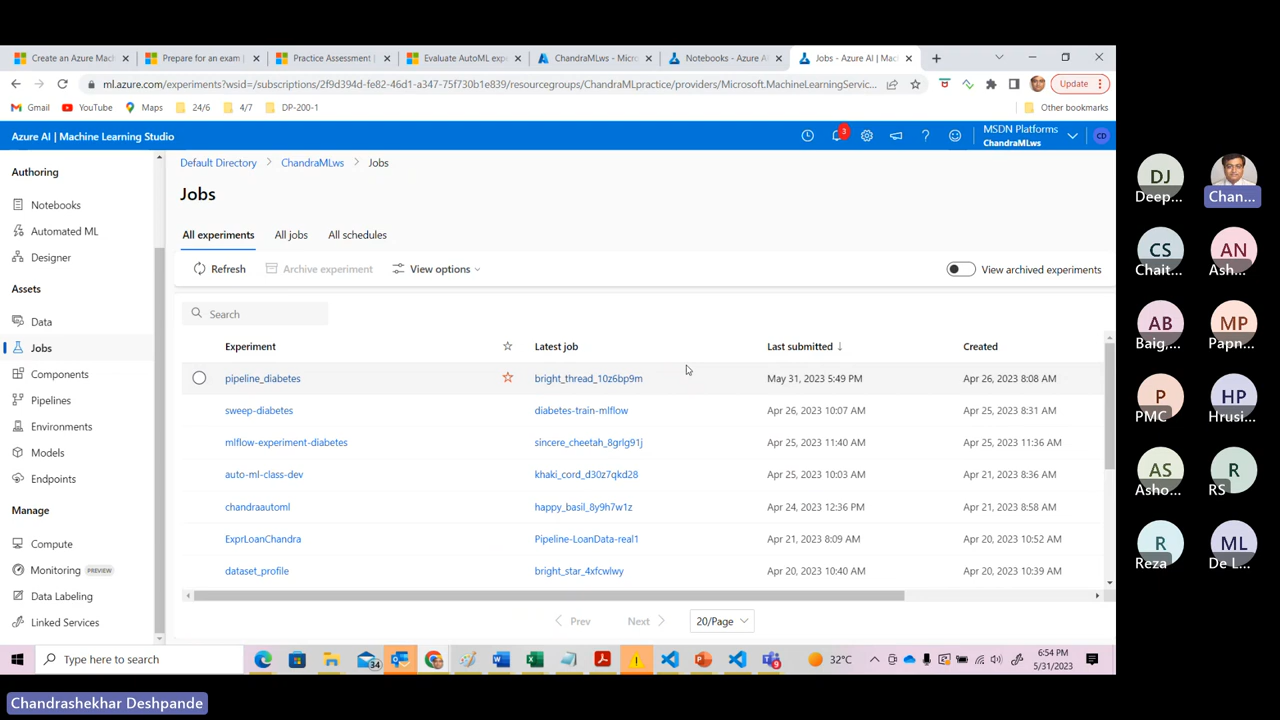 Create an Azure Mac
Prepare for an exam |
Practice Assessment |
Evaluate AutoML exp
ChandraMLws - Micro
Notebooks - Azure AI
Jobs - Azure AI | Mac
ml.azure.com/experiments?wsid=/subscriptions/2f9d394d-fa82-46d1-a347-75f730b1e839/resourcegroups/ChandraMLpractice/providers/Microsoft.MachineLearningServic...
Update
Gmail
YouTube
Maps
24/6
4/7
DP-200-1
Other bookmarks
Azure AI | Machine Learning Studio
3
MSDN Platforms
ChandraMLws
CD
Default Directory > ChandraMLws > Jobs
Authoring
Notebooks
Automated ML
Designer
Assets
Data
Jobs
Components
Pipelines
Environments
Models
Endpoints
Manage
Compute
Monitoring PREVIEW
Data Labeling
Linked Services
Jobs
All experiments All jobs All schedules
Refresh Archive experiment View options
View archived experiments
Search
Experiment Latest job Last submitted ↓ Created
pipeline_diabetes bright_thread_10z6bp9m May 31, 2023 5:49 PM Apr 26, 2023 8:08 AM
sweep-diabetes diabetes-train-mlflow Apr 26, 2023 10:07 AM Apr 25, 2023 8:31 AM
mlflow-experiment-diabetes sincere_cheetah_8grlg91j Apr 25, 2023 11:40 AM Apr 25, 2023 11:36 AM
auto-ml-class-dev khaki_cord_d30z7qkd28 Apr 25, 2023 10:03 AM Apr 21, 2023 8:36 AM
chandraautoml happy_basil_8y9h7w1z Apr 24, 2023 12:36 PM Apr 21, 2023 8:58 AM
ExprLoanChandra Pipeline-LoanData-real1 Apr 21, 2023 8:09 AM Apr 20, 2023 10:52 AM
dataset_profile bright_star_4xfcwlwy Apr 20, 2023 10:40 AM Apr 20, 2023 10:39 AM
Prev Next 20/Page
Type here to search
34
9
32°C
6:54 PM
5/31/2023
DJ
Deep...
Chan...
CS
Chait...
AN
Ash...
AB
Baig,...
MP
Papn...
P
PMC
HP
Hrusi...
AS
Asho...
R
RS
R
Reza
ML
De L...
Chandrashekhar Deshpande